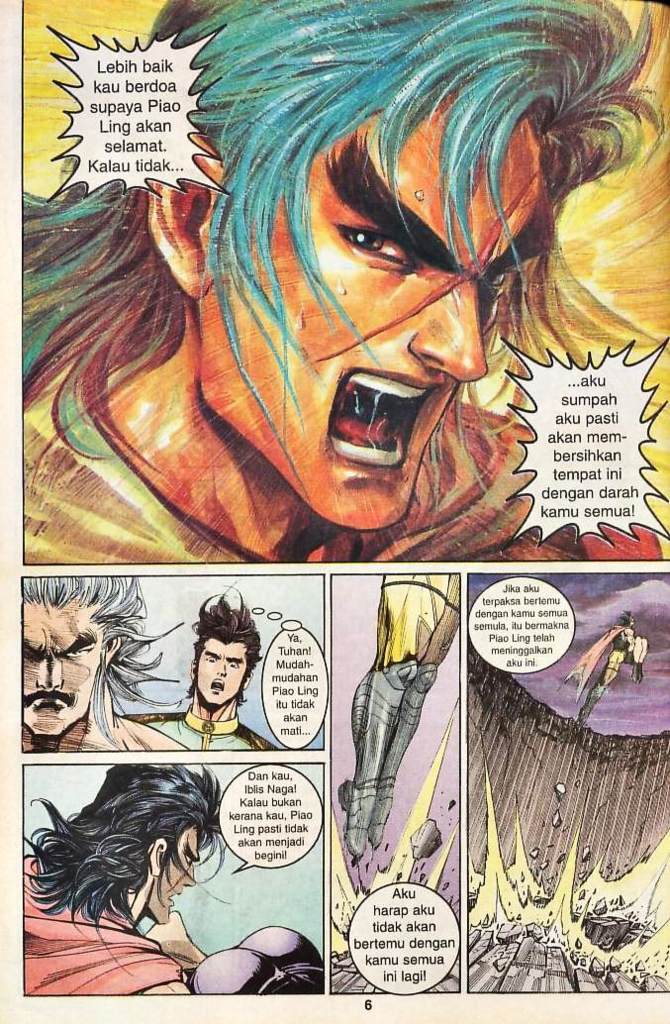 Lebih baik
kau berdoa
supaya Piao
Ling akan
selamat.
Kalau tidak...
...aku
sumpah
aku pasti
akan mem-
bersihkan
tempat ini
dengan darah
kamu semua!
Ya,
Tuhan!
Mudah-
mudahan
Piao Ling
itu tidak
akan
mati...
Dan kau,
Iblis Naga!
Kalau bukan
kerana kau, Piao
Ling pasti tidak
akan menjadi
begini!
Aku
harap aku
tidak akan
bertemu dengan
kamu semua
ini lagi!
Jika aku
terpaksa bertemu
dengan kamu semua
semula, itu bermakna
Piao Ling telah
meninggalkan
aku ini.
6